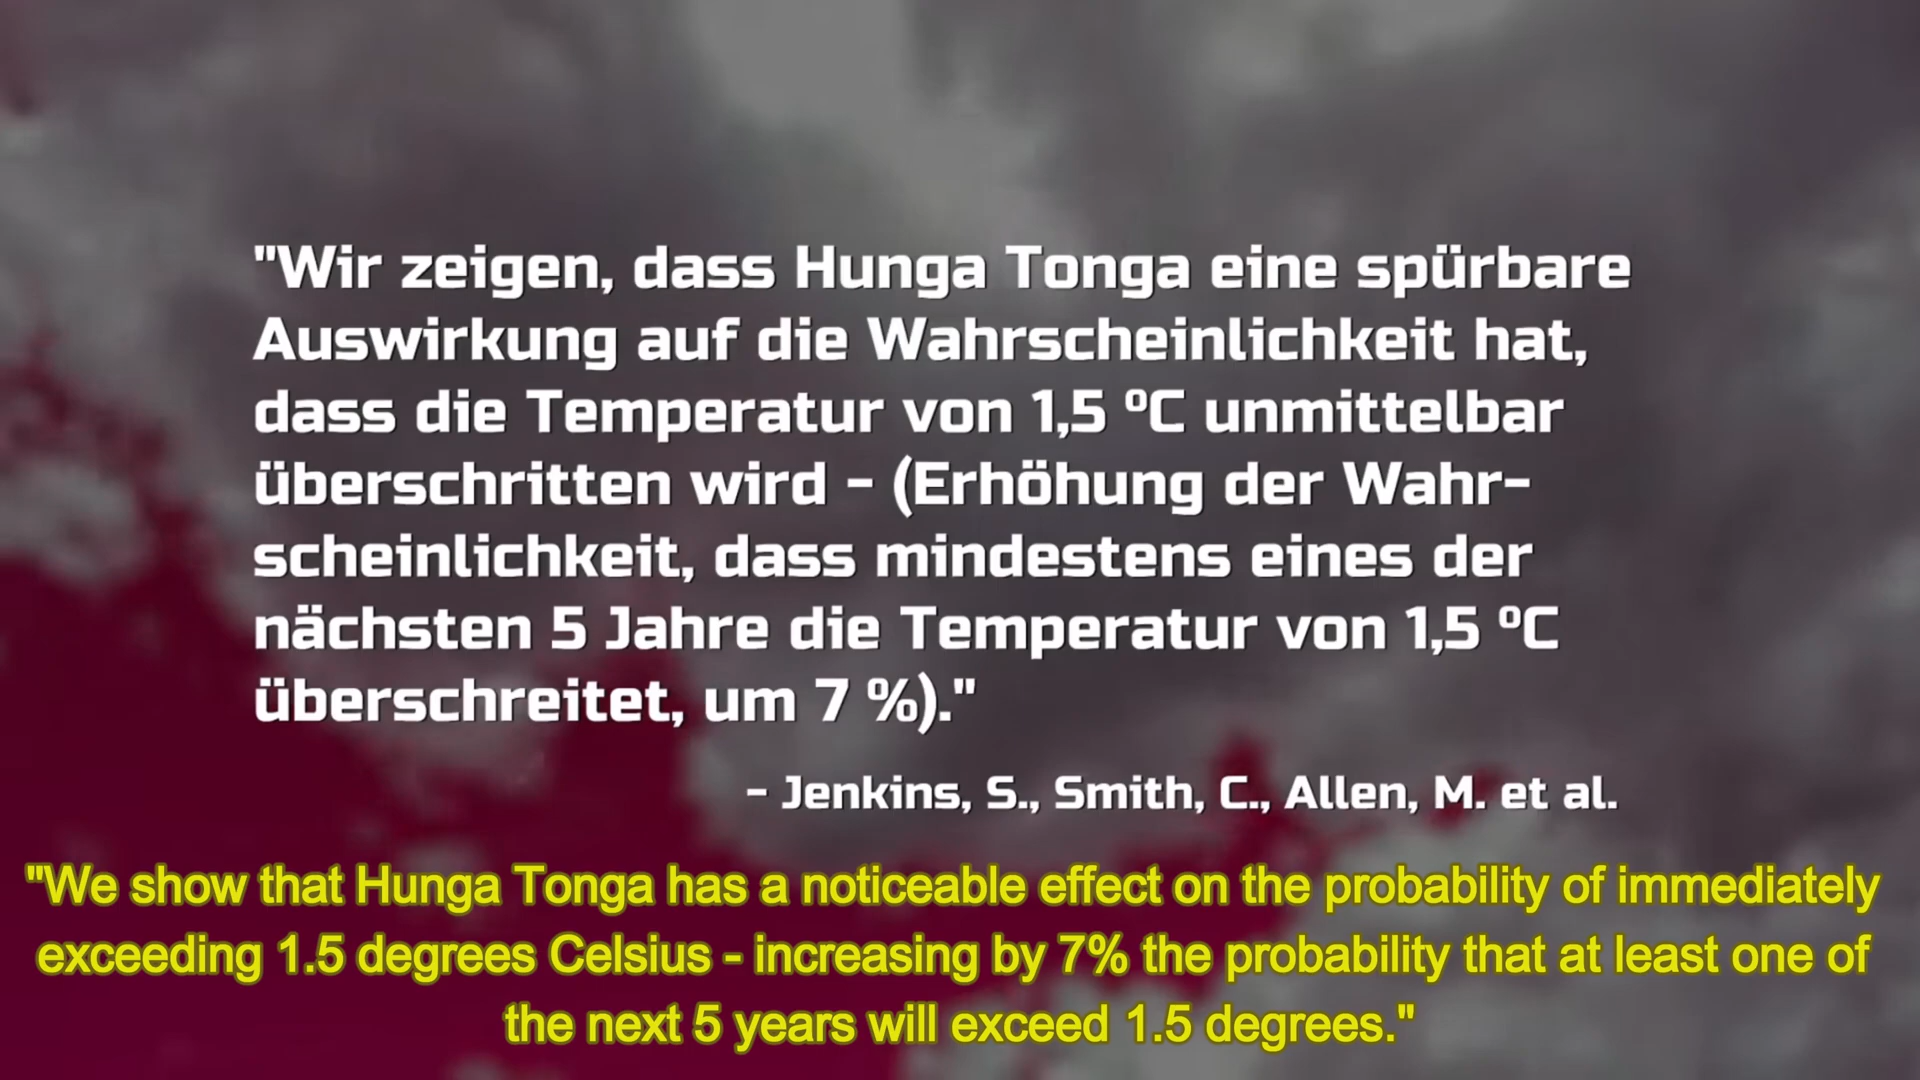 "Wir zeigen, dass Hunga Tonga eine spürbare
Auswirkung auf die Wahrscheinlichkeit hat,
dass die Temperatur von 1,5 ºC unmittelbar
überschritten wird - (Erhöhung der Wahr-
scheinlichkeit, dass mindestens eines der
nächsten 5 Jahre die Temperatur von 1,5 ºC
überschreitet, um 7 %)."
- Jenkins, S., Smith, C., Allen, M. et al.
"We show that Hunga Tonga has a noticeable effect on the probability of immediately
exceeding 1.5 degrees Celsius - increasing by 7% the probability that at least one of
the next 5 years will exceed 1.5 degrees."